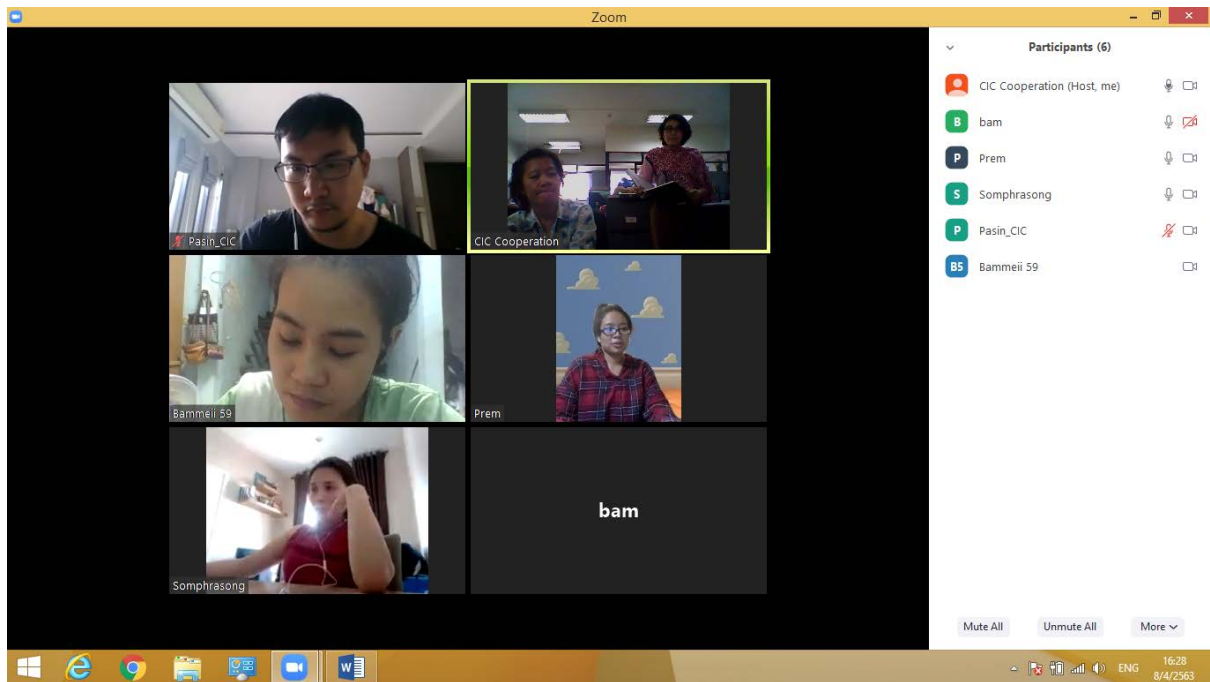 Zoom
Pasin_CIC
CIC Cooperation
Bammeii 59
Prem
Somphrasong
bam
Participants (6)
CIC Cooperation (Host, me)
B bam
P Prem
S Somphrasong
P Pasin_CIC
B5 Bammeii 59
Mute All Unmute All More
ENG
16:28
8/4/2563